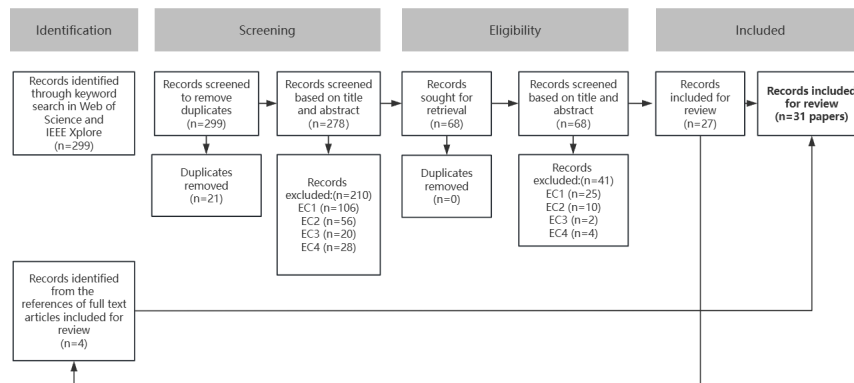 Identification
Screening
Eligibility
Included
Records identified
through keyword
search in Web of
Science and
IEEE Xplore
(n=299)
Records screened
to remove
duplicates
(n=299)
Records screened
based on title
and abstract
(n=278)
Records
sought for
retrieval
(n=68)
Records screened
based on title and
abstract
(n=68)
Records
included for
review
(n=27)
Records included
for review
(n=31 papers)
Duplicates
removed
(n=21)
Records
excluded:(n=210)
EC1 (n=106)
EC2 (n=56)
EC3 (n=20)
EC4 (n=28)
Duplicates
removed
(n=0)
Records
excluded:(n=41)
EC1 (n=25)
EC2 (n=10)
EC3 (n=2)
EC4 (n=4)
Records identified
from the
references of full text
articles included for
review
(n=4)